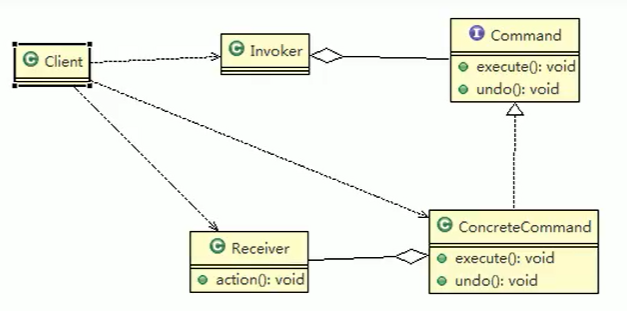 Client
Invoker
Command
execute(): void
undo(): void
Receiver
action(): void
ConcreteCommand
execute(): void
undo(): void